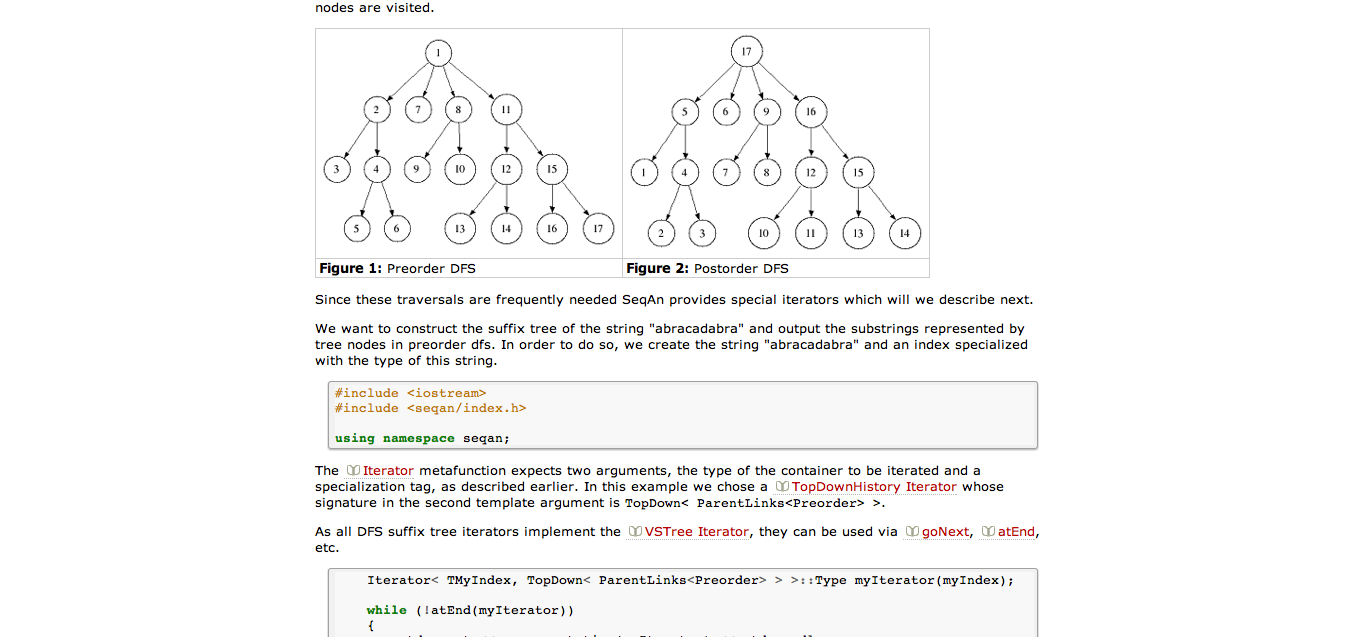 nodes are visited.
1
2 7 8 11
3 4 9 10 12 15
5 6 13 14 16 17
Figure 1: Preorder DFS
17
5 6 9 16
1 4 7 8 12 15
2 3 10 11 13 14
Figure 2: Postorder DFS
Since these traversals are frequently needed SeqAn provides special iterators which will we describe next.
We want to construct the suffix tree of the string "abracadabra" and output the substrings represented by
tree nodes in preorder dfs. In order to do so, we create the string "abracadabra" and an index specialized
with the type of this string.
#include <iostream>
#include <seqan/index.h>
using namespace seqan;
The Iterator metafunction expects two arguments, the type of the container to be iterated and a
specialization tag, as described earlier. In this example we chose a TopDownHistory Iterator whose
signature in the second template argument is TopDown< ParentLinks<Preorder> >.
As all DFS suffix tree iterators implement the VSTree Iterator, they can be used via goNext, atEnd,
etc.
Iterator< TMyIndex, TopDown< ParentLinks<Preorder> > >::Type myIterator(myIndex);
while (!atEnd(myIterator))
{